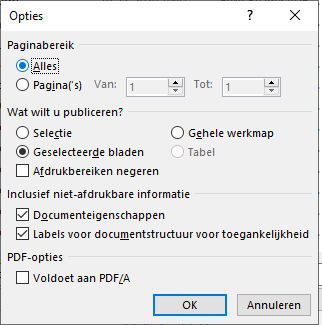 Opties
Paginabereik
Alles
Pagina('s) Van: 1 Tot: 1
Wat wilt u publiceren?
Selectie Gehele werkmap
Geselecteerde bladen Tabel
Afdrukbereiken negeren
Inclusief niet-afdrukbare informatie
Documenteigenschappen
Labels voor documentstructuur voor toegankelijkheid
PDF-opties
Voldoet aan PDF/A
OK Annuleren